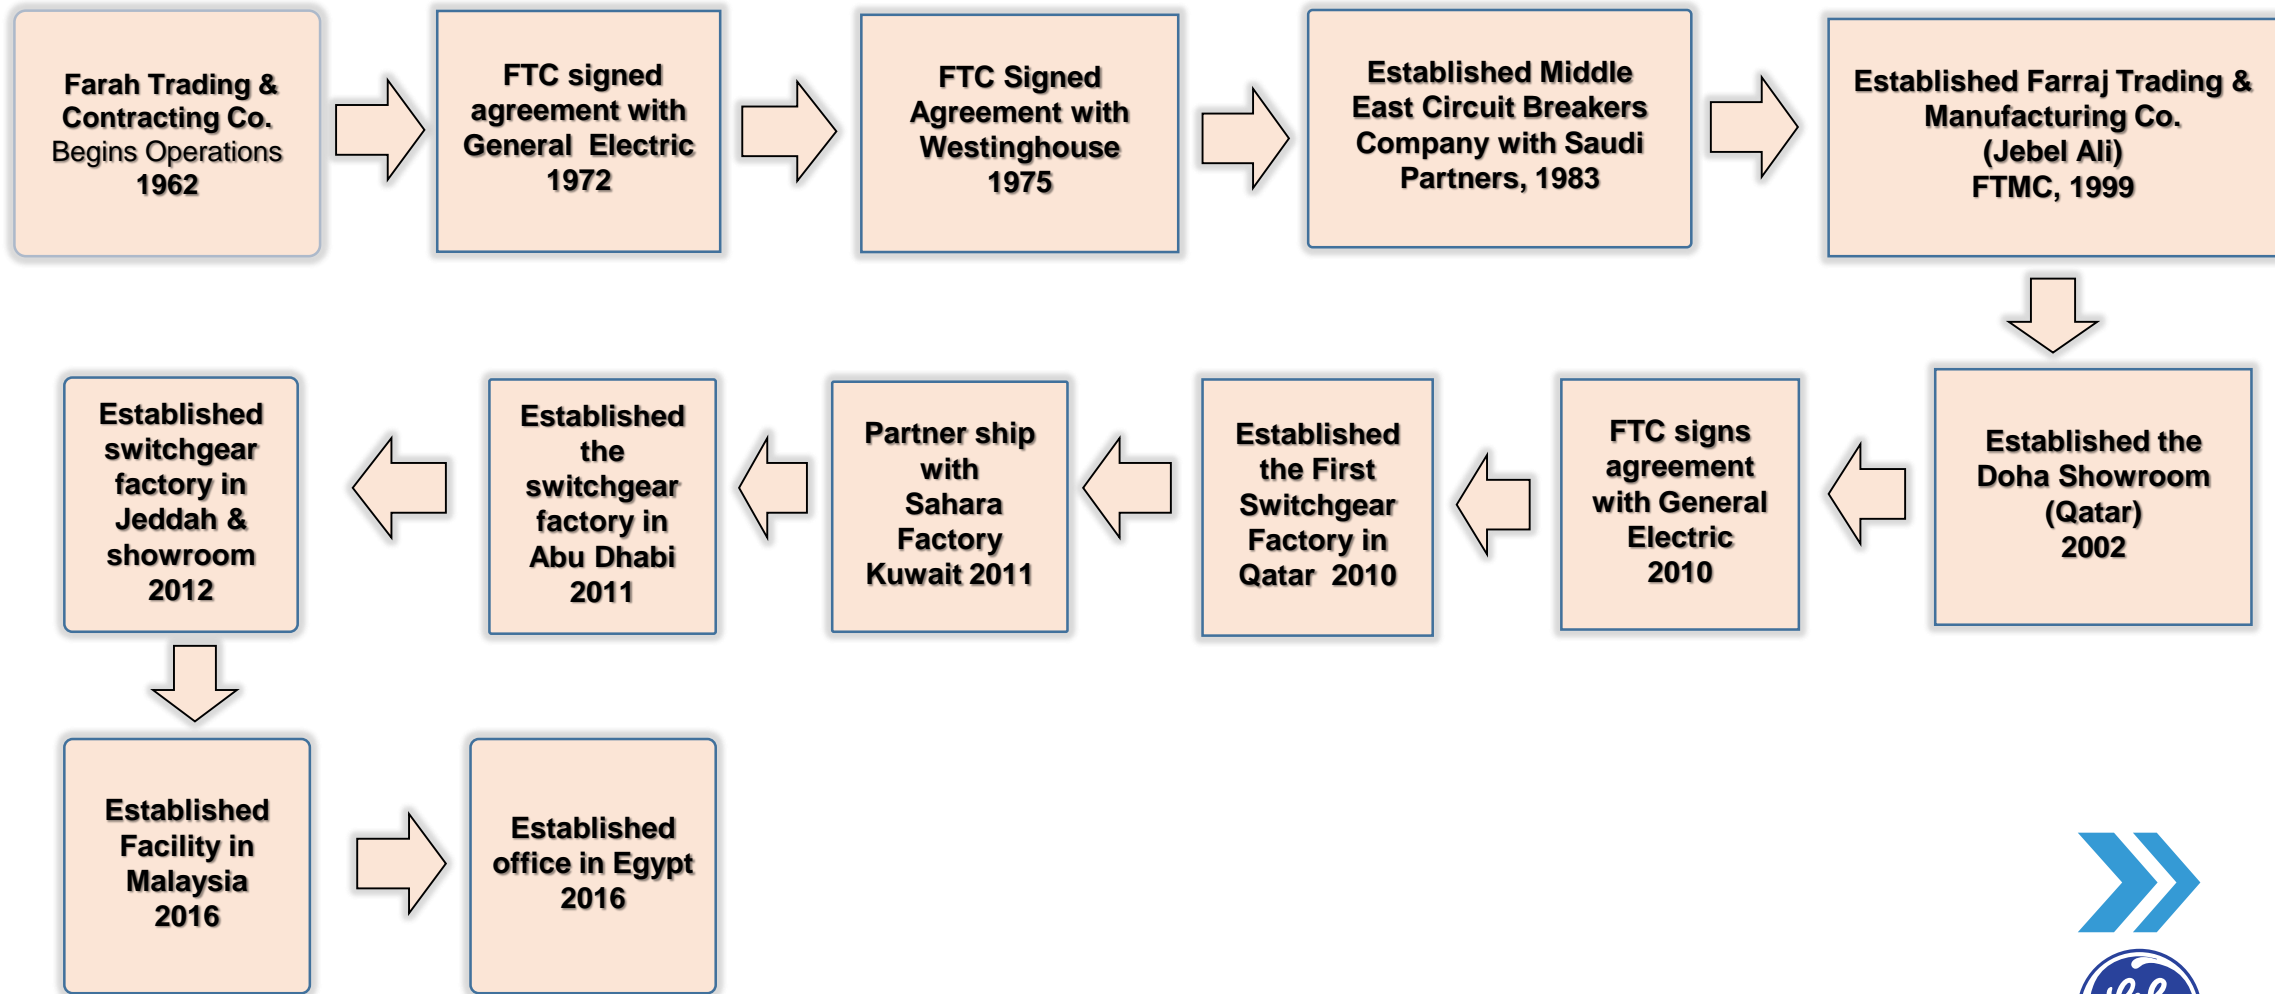 Farah Trading &
Contracting Co.
Begins Operations
1962
FTC signed
agreement with
General Electric
1972
FTC Signed
Agreement with
Westinghouse
1975
Established Middle
East Circuit Breakers
Company with Saudi
Partners, 1983
Established Farraj Trading &
Manufacturing Co.
(Jebel Ali)
FTMC, 1999
Established the
Doha Showroom
(Qatar)
2002
FTC signs
agreement
with General
Electric
2010
Established
the First
Switchgear
Factory in
Qatar 2010
Partner ship
with
Sahara
Factory
Kuwait 2011
Established
the
switchgear
factory in
Abu Dhabi
2011
Established
switchgear
factory in
Jeddah &
showroom
2012
Established
Facility in
Malaysia
2016
Established
office in Egypt
2016